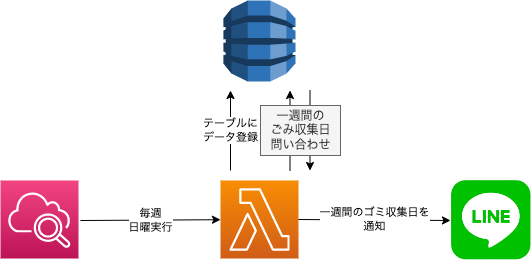 テーブルに
データ登録
一週間の
ごみ収集日
問い合わせ
毎週
日曜実行
一週間のゴミ収集日を
通知
LINE